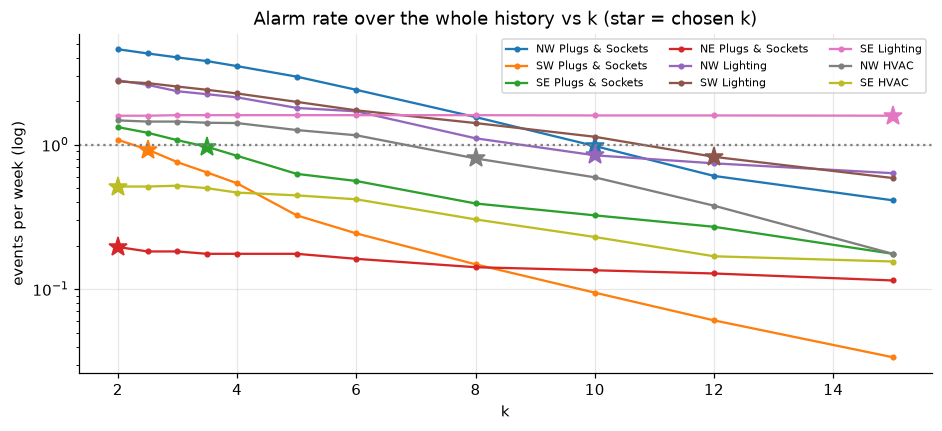 Alarm rate over the whole history vs k (star = chosen k)
NW Plugs & Sockets
SW Plugs & Sockets
SE Plugs & Sockets
NE Plugs & Sockets
NW Lighting
SW Lighting
SE Lighting
NW HVAC
SE HVAC
events per week (log)
10⁰
10⁻¹
2 4 6 8 10 12 14
k